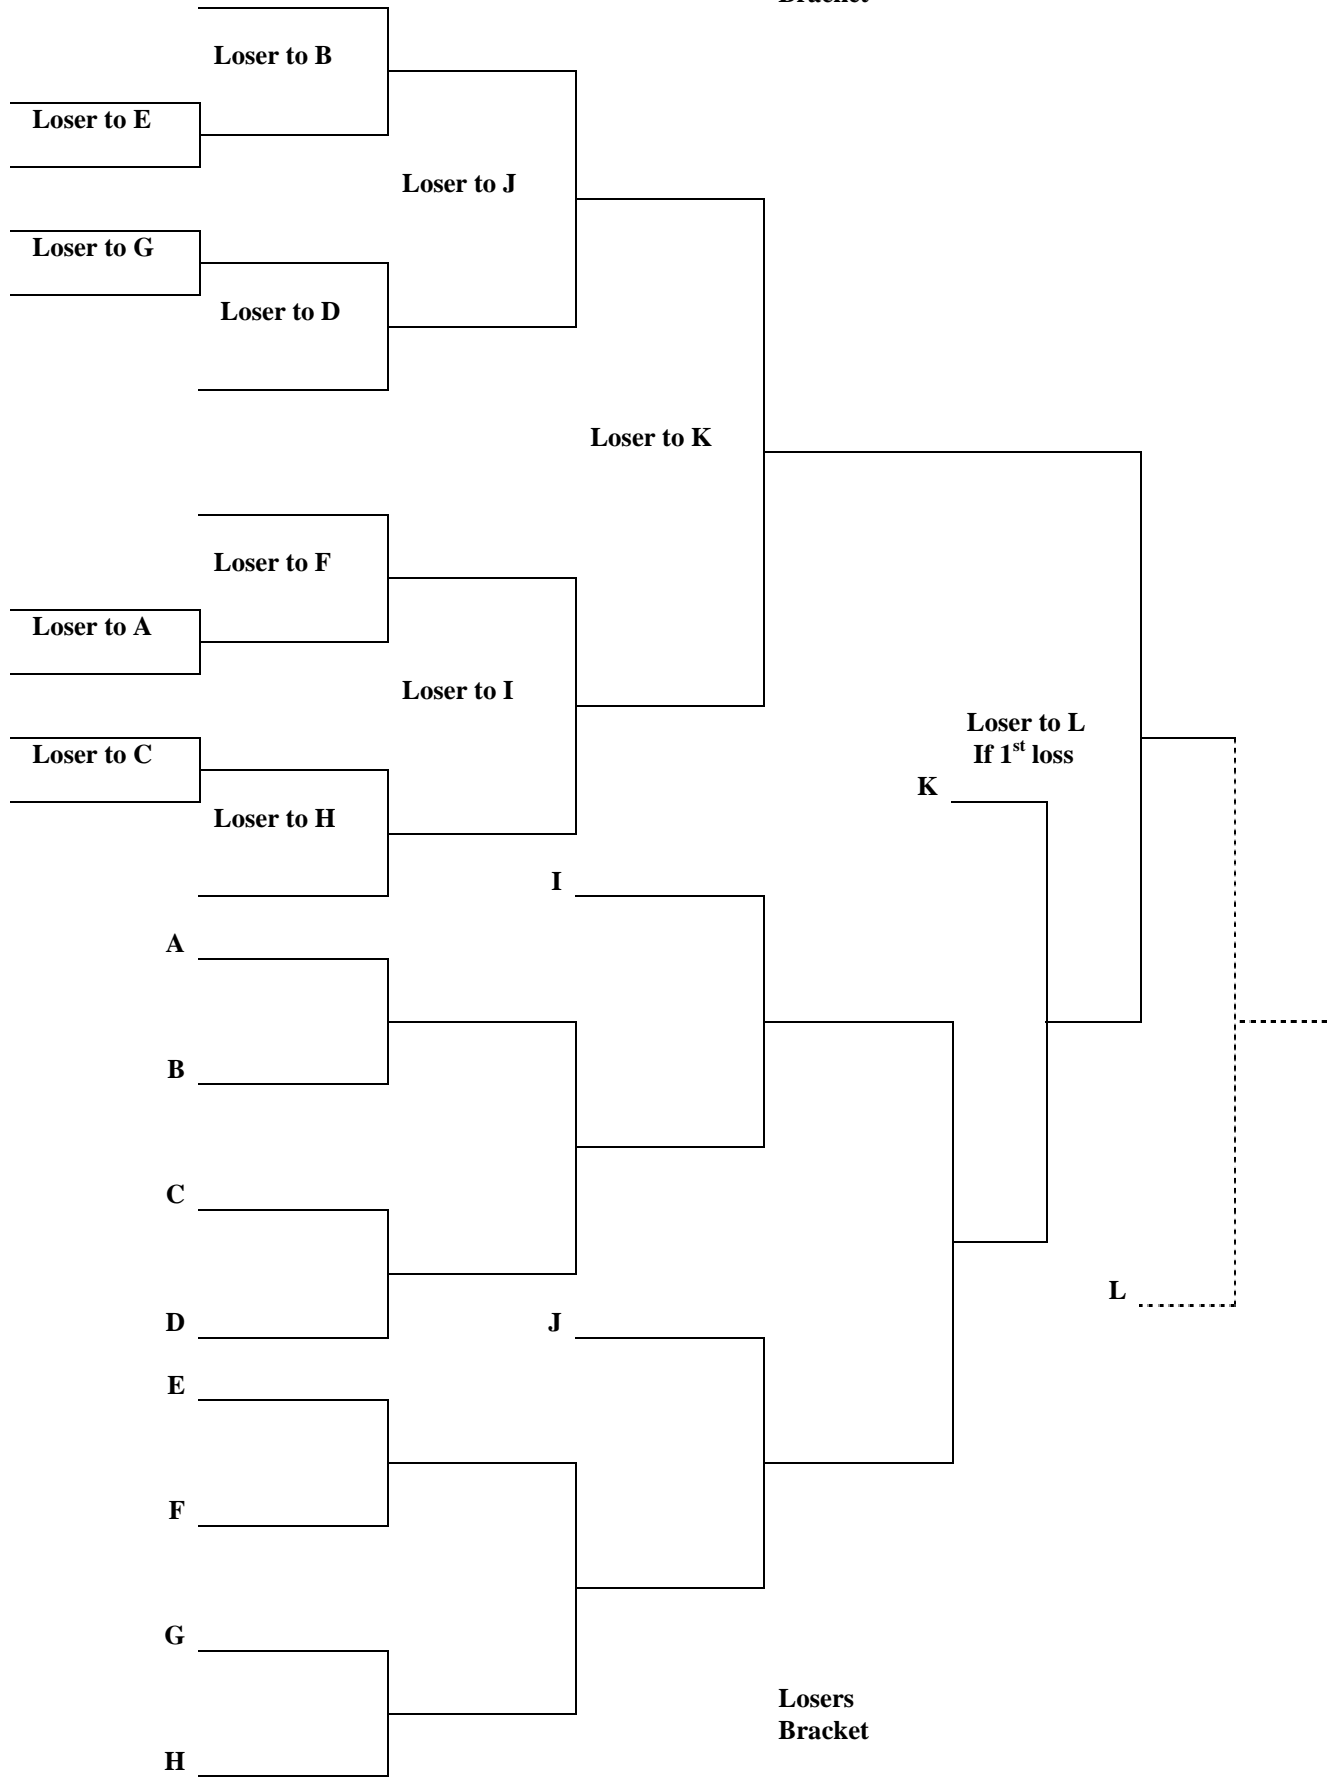 Bracket
Loser to B
Loser to E
Loser to J
Loser to G
Loser to D
Loser to K
Loser to F
Loser to A
Loser to I
Loser to L
If 1st loss
Loser to C
K
Loser to H
I
A
B
C
L
D
J
E
F
G
Losers
Bracket
H